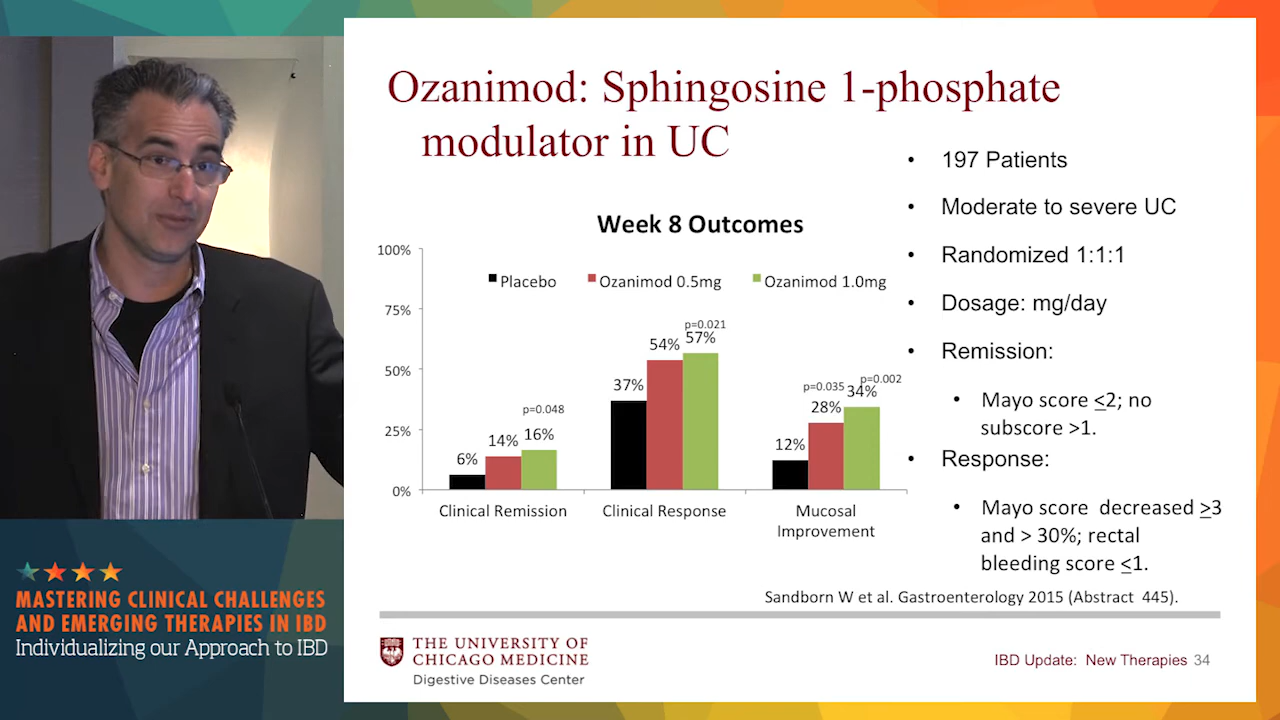 Ozanimod: Sphingosine 1-phosphate
modulator in UC
Week 8 Outcomes
100%
75%
50%
25%
0%
Placebo
Ozanimod 0.5mg
Ozanimod 1.0mg
6%
14%
16%
p=0.048
37%
54%
57%
p=0.021
12%
28%
p=0.035
34%
p=0.002
Clinical Remission
Clinical Response
Mucosal
Improvement
• 197 Patients
• Moderate to severe UC
• Randomized 1:1:1
• Dosage: mg/day
• Remission:
• Mayo score ≤2; no
subscore >1.
• Response:
• Mayo score decreased ≥3
and > 30%; rectal
bleeding score ≤1.
Sandborn W et al. Gastroenterology 2015 (Abstract 445).
THE UNIVERSITY OF
CHICAGO MEDICINE
Digestive Diseases Center
IBD Update: New Therapies 34
MASTERING CLINICAL CHALLENGES
AND EMERGING THERAPIES IN IBD
Individualizing our Approach to IBD